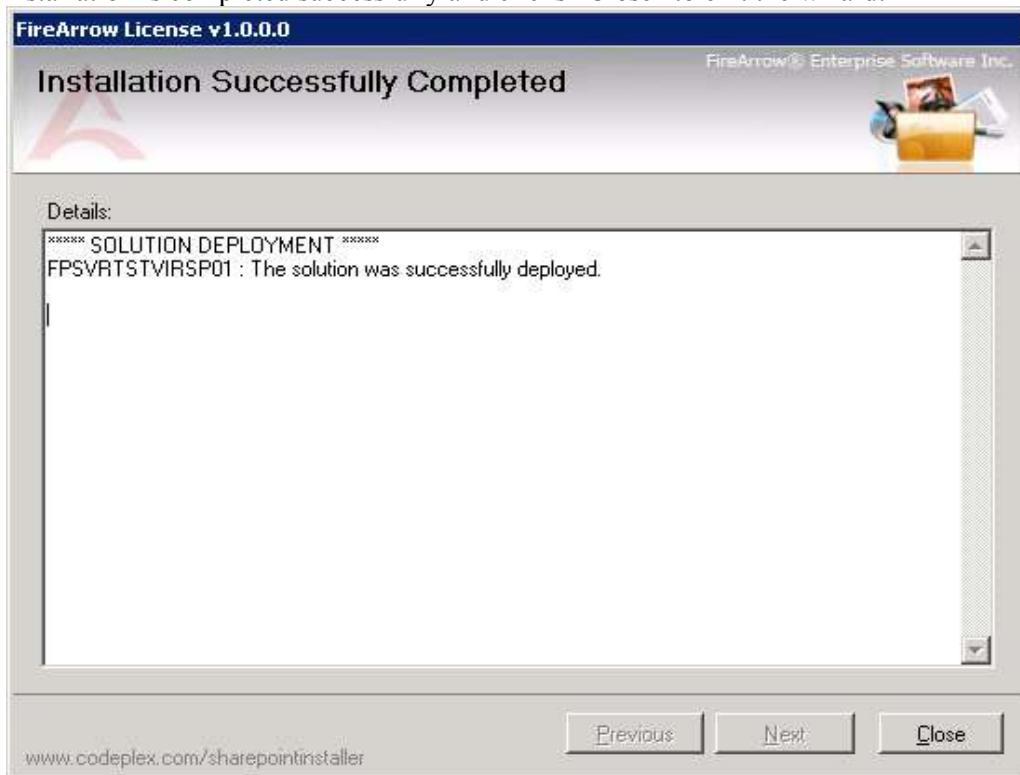 FireArrow License v1.0.0.0
FireArrow® Enterprise Software Inc.
Installation Successfully Completed
Details:
***** SOLUTION DEPLOYMENT *****
FPSVRTSTVIRSP01 : The solution was successfully deployed.
Previous Next Close
www.codeplex.com/sharepointinstaller